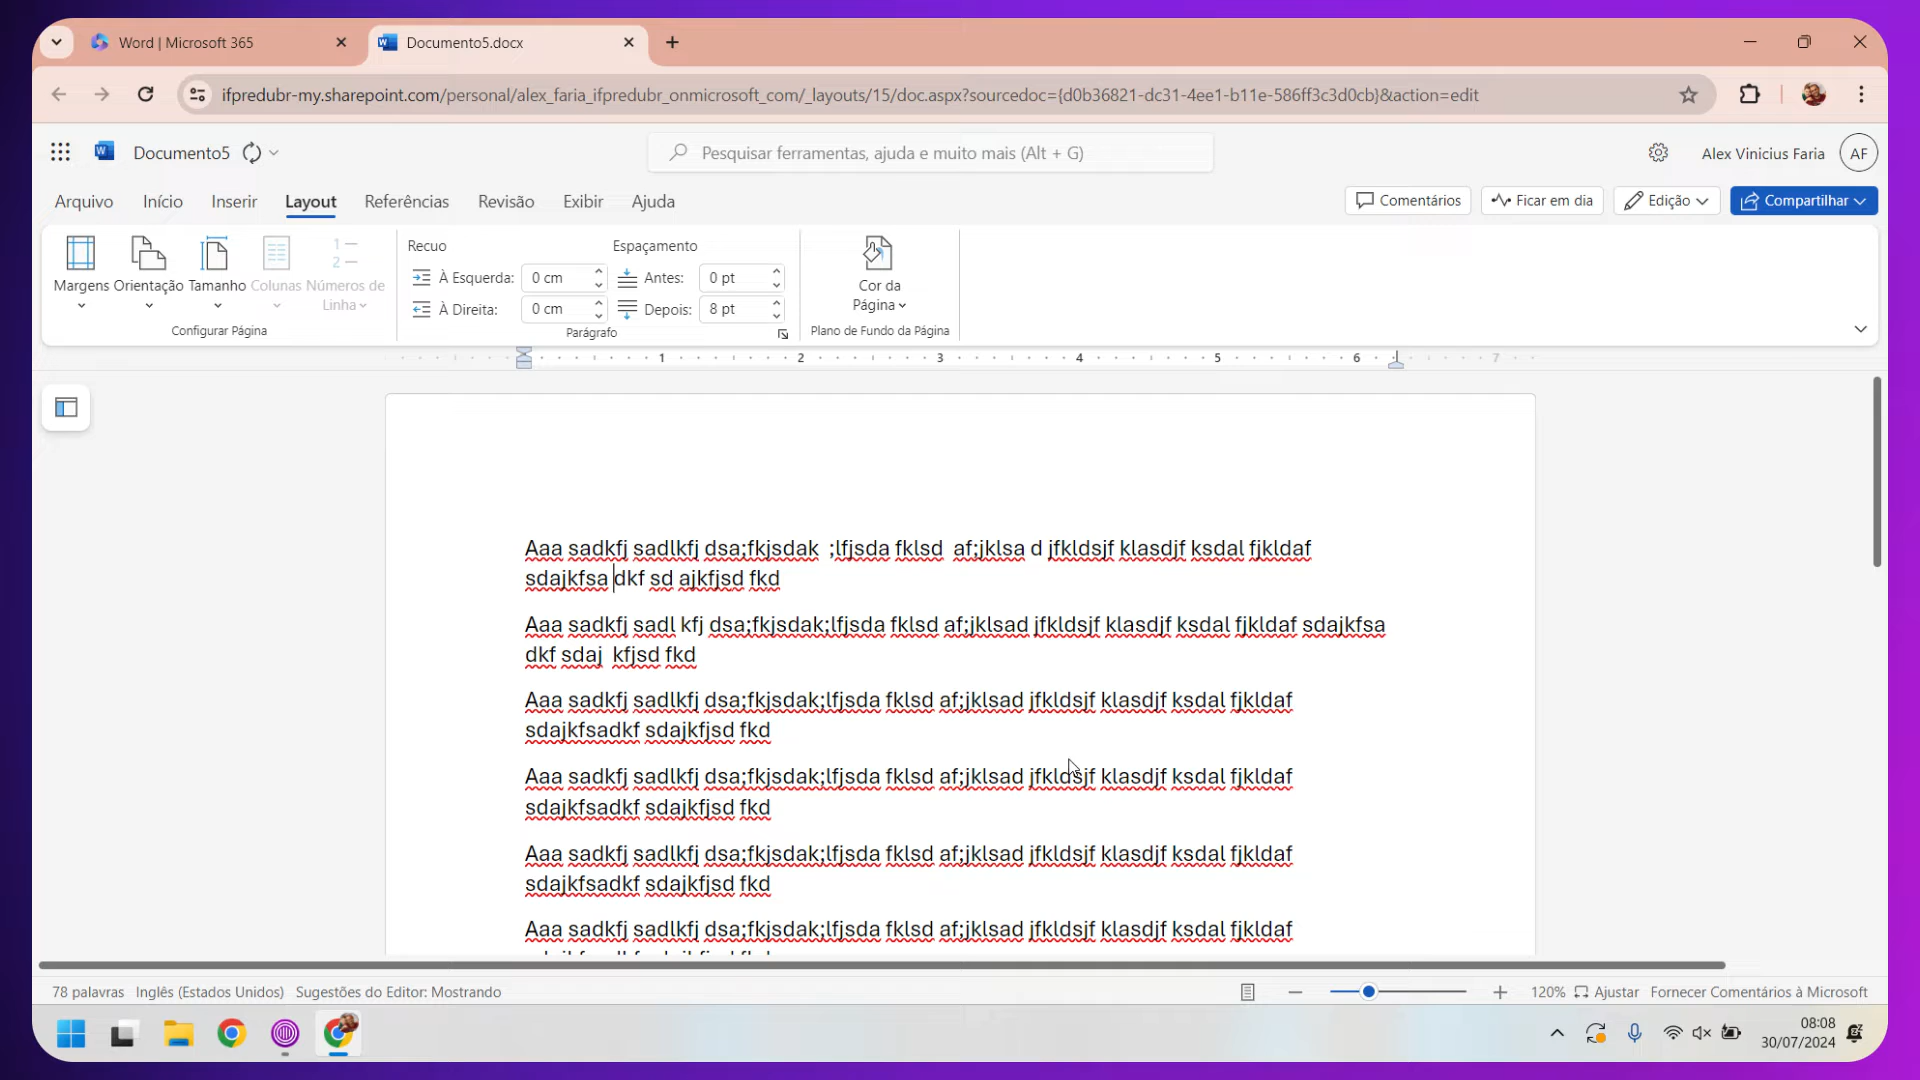 Word | Microsoft 365
Documento5.docx
ifpredubr-my.sharepoint.com/personal/alex_faria_ifpredubr_onmicrosoft_com/_layouts/15/doc.aspx?sourcedoc={d0b36821-dc31-4ee1-b11e-586ff3c3d0cb}&action=edit
Documento5
Pesquisar ferramentas, ajuda e muito mais (Alt + G)
Alex Vinicius Faria
AF
Arquivo Início Inserir Layout Referências Revisão Exibir Ajuda
Comentários Ficar em dia Edição Compartilhar
Recuo Espaçamento
Margens Orientação Tamanho Colunas Números de Linha
À Esquerda: 0 cm Antes: 0 pt
À Direita: 0 cm Depois: 8 pt
Cor da Página
Configurar Página Parágrafo Plano de Fundo da Página
1 2 3 4 5 6 7
Aaa sadkfj sadlkfj dsa;fkjsdak  ;lfjsda fklsd  af;jklsa d jfkldsjf klasdjf ksdal fjkldaf
sdajkfsa dkf sd ajkfjsd fkd
Aaa sadkfj sadl kfj dsa;fkjsdak;lfjsda fklsd af;jklsad jfkldsjf klasdjf ksdal fjkldaf sdajkfsa
dkf sdaj  kfjsd fkd
Aaa sadkfj sadlkfj dsa;fkjsdak;lfjsda fklsd af;jklsad jfkldsjf klasdjf ksdal fjkldaf
sdajkfsadkf sdajkfjsd fkd
Aaa sadkfj sadlkfj dsa;fkjsdak;lfjsda fklsd af;jklsad jfkldsjf klasdjf ksdal fjkldaf
sdajkfsadkf sdajkfjsd fkd
Aaa sadkfj sadlkfj dsa;fkjsdak;lfjsda fklsd af;jklsad jfkldsjf klasdjf ksdal fjkldaf
sdajkfsadkf sdajkfjsd fkd
Aaa sadkfj sadlkfj dsa;fkjsdak;lfjsda fklsd af;jklsad jfkldsjf klasdjf ksdal fjkldaf
78 palavras Inglês (Estados Unidos) Sugestões do Editor: Mostrando
120% Ajustar Fornecer Comentários à Microsoft
08:08
30/07/2024